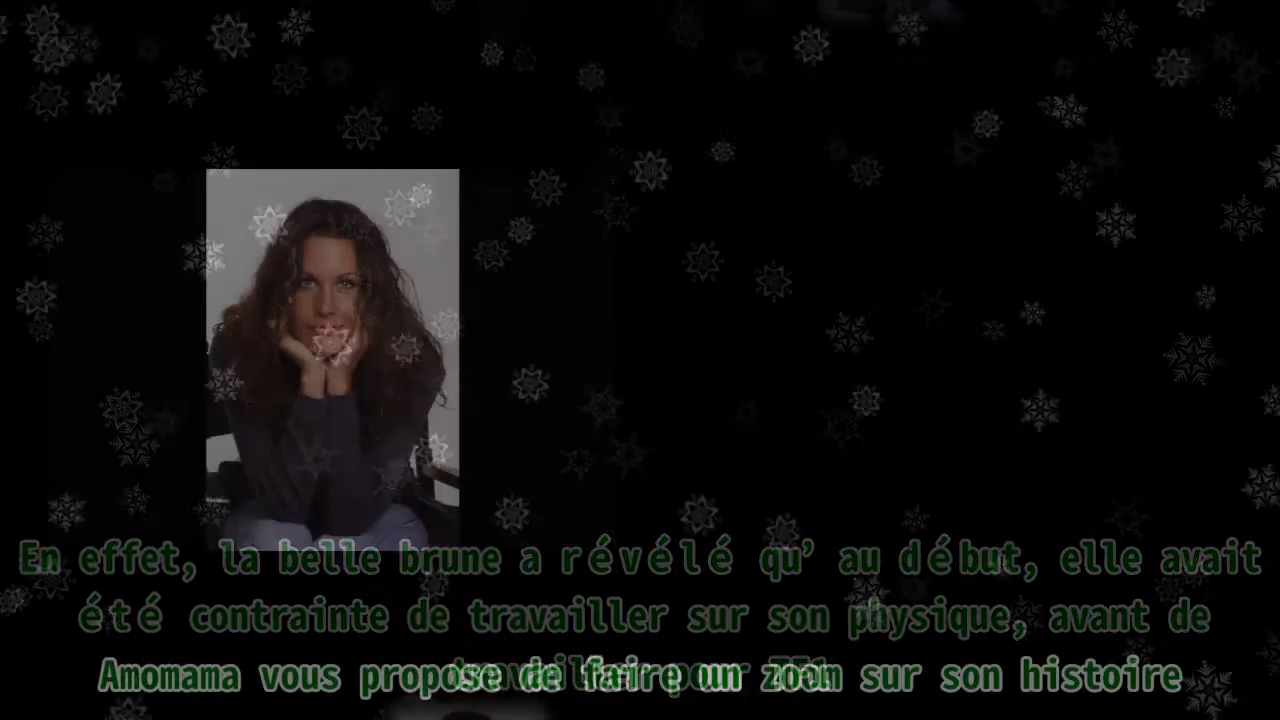 En effet, la belle brune a révélé qu’ au début, elle avait
été contrainte de travailler sur son physique, avant de
Amomama vous propose de faire un zoom sur son histoire